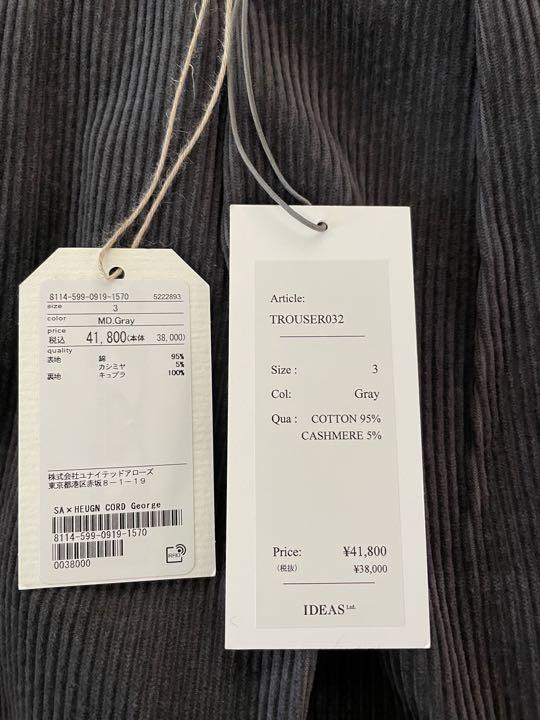 8114-599-0919-1570 5222893
size 3
color MD.Gray
price
税込 41,800(本体 38,000)
quality
表地 綿 95%
カシミヤ 5%
裏地 キュプラ 100%
株式会社ユナイテッドアローズ
東京都港区赤坂8-1-19
SA×HEUGN CORD George
8114-599-0919-1570
0038000
RFID
Article:
TROUSER032
Size : 3
Col: Gray
Qua : COTTON 95%
CASHMERE 5%
Price: ¥41,800
(税抜) ¥38,000
IDEAS Ltd.